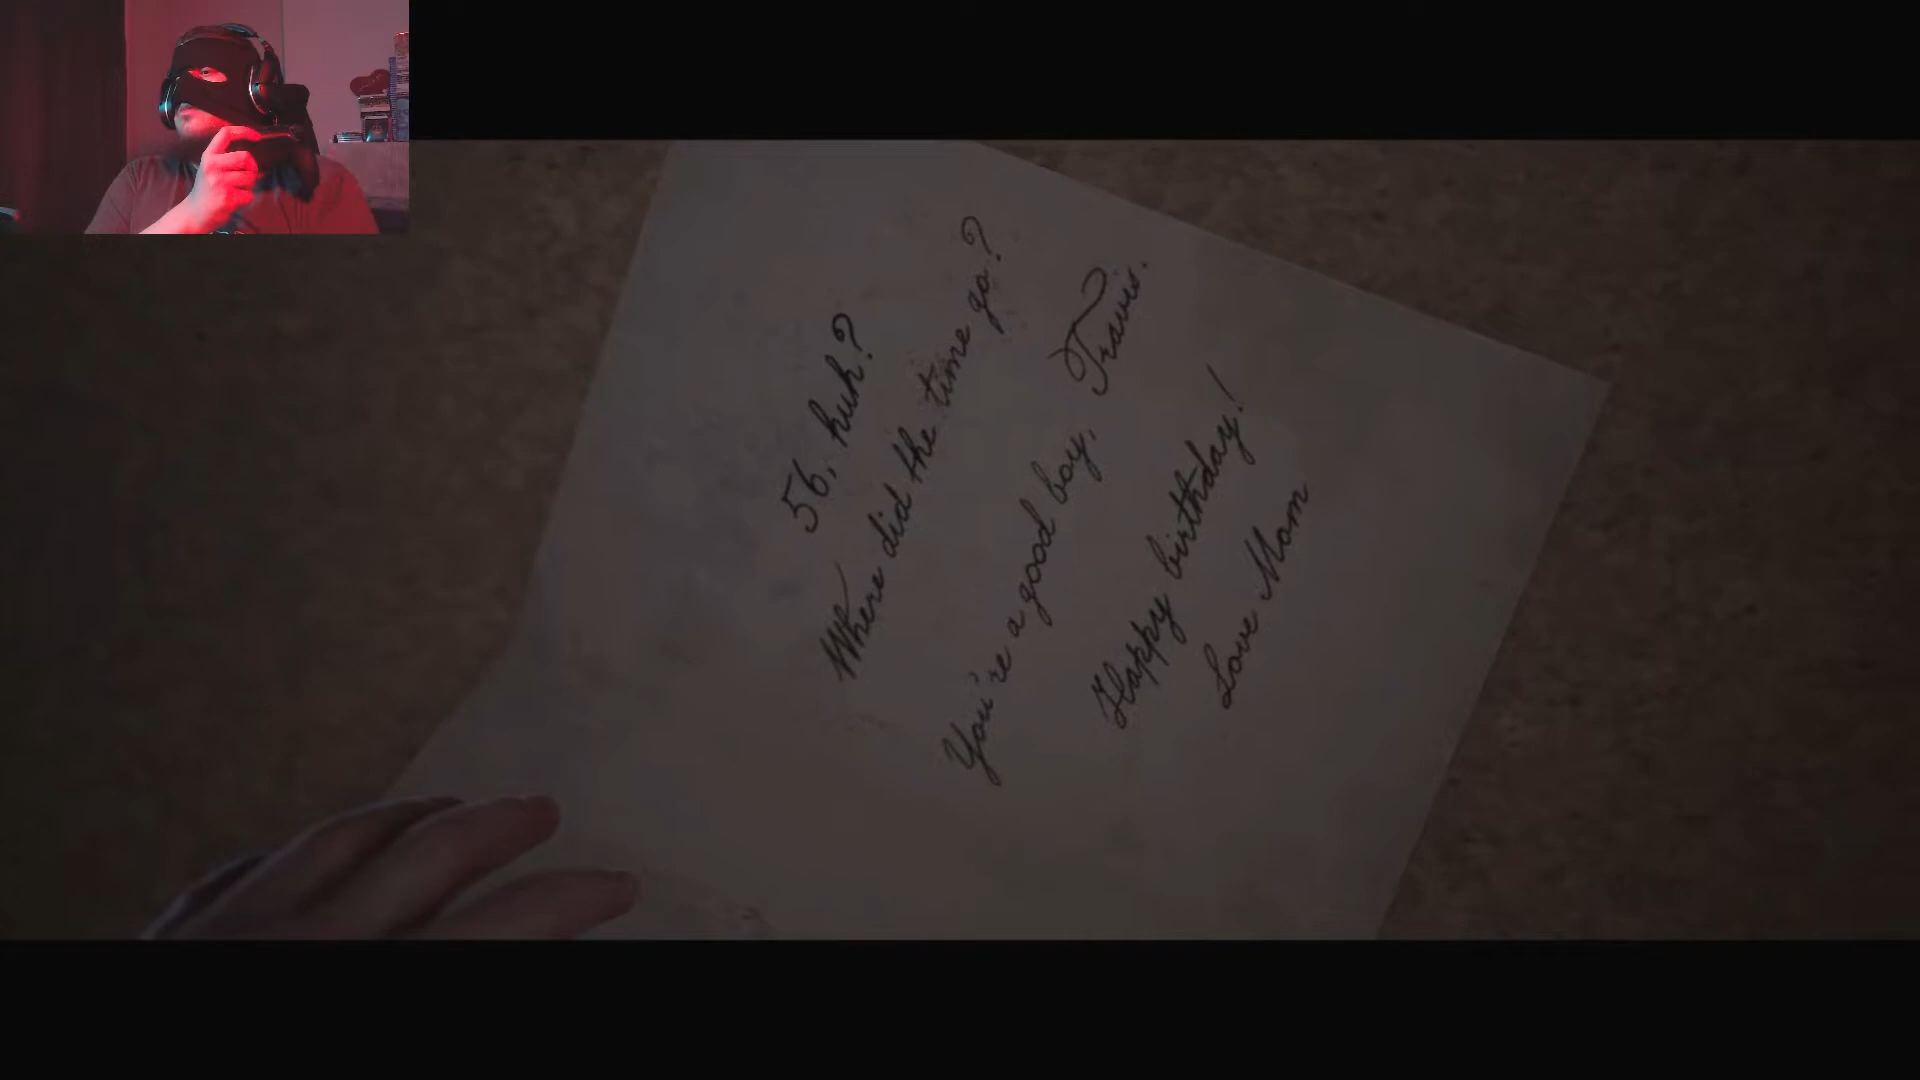 56, huh?
Where did the time go?
You're a good boy, Travis.
Happy birthday!
Love Mom